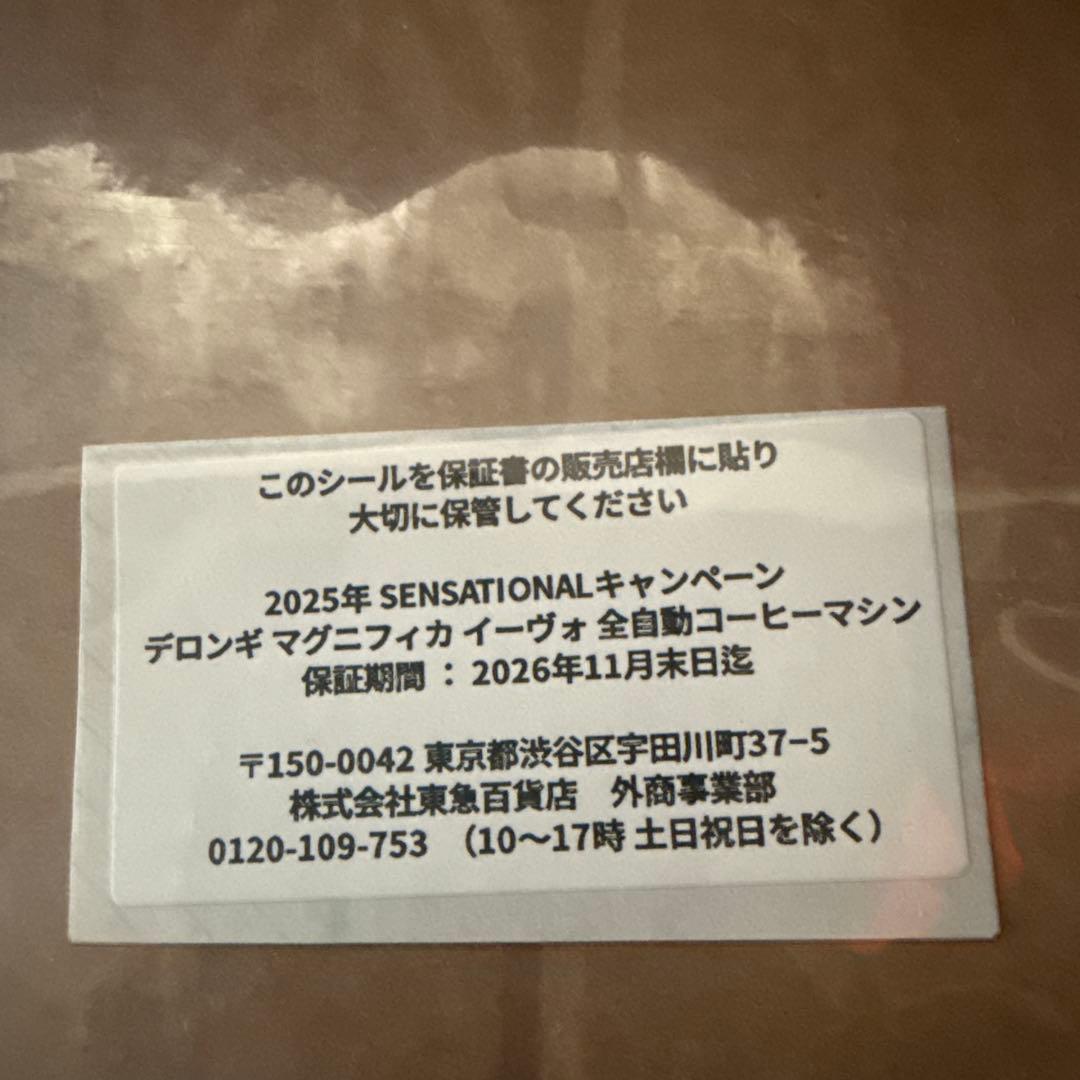 このシールを保証書の販売店欄に貼り
大切に保管してください
2025年 SENSATIONALキャンペーン
デロンギ マグニフィカ イーヴォ 全自動コーヒーマシン
保証期間 : 2026年11月末日迄
〒150-0042 東京都渋谷区宇田川町37−5
株式会社東急百貨店　外商事業部
0120-109-753 （10〜17時 土日祝日を除く）